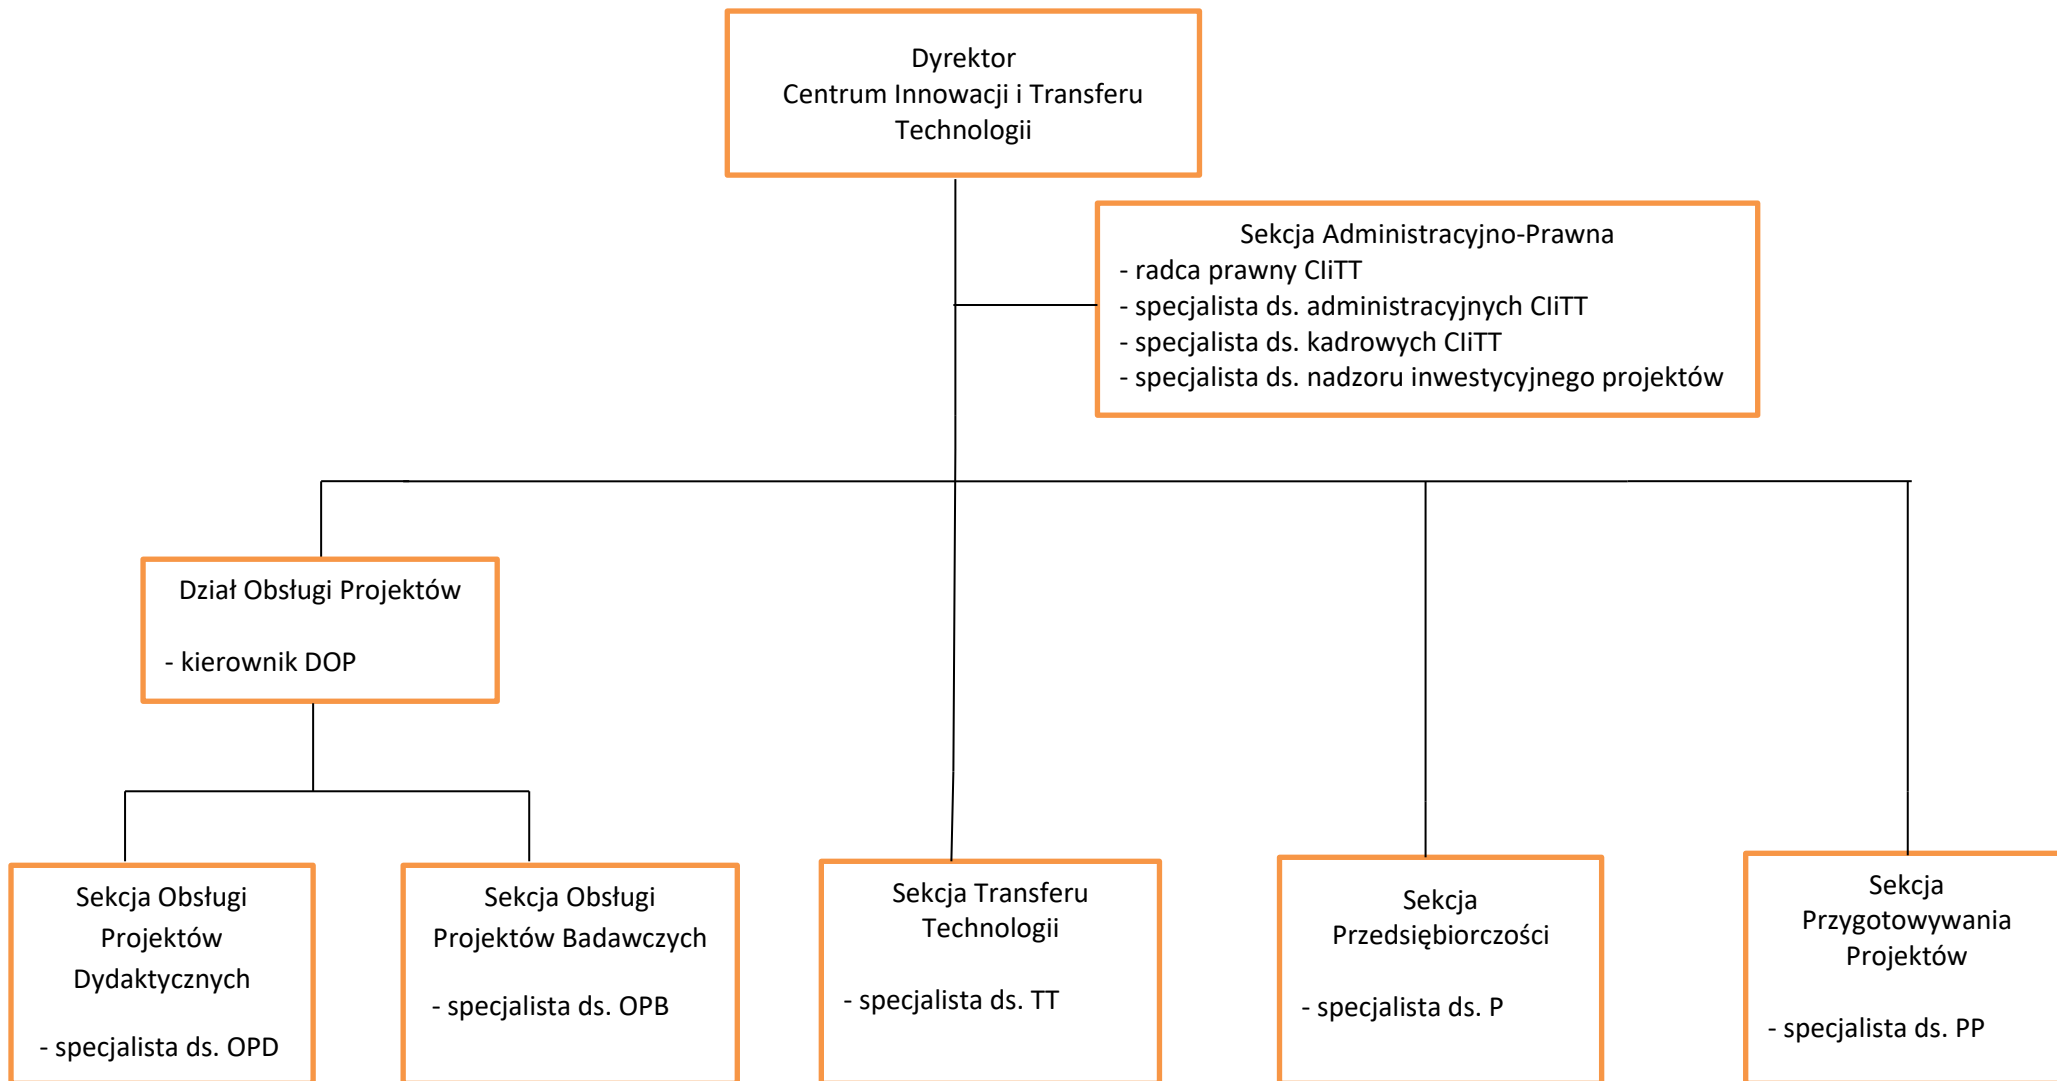 Dyrektor
Centrum Innowacji i Transferu
Technologii
Sekcja Administracyjno-Prawna
- radca prawny CIiTT
- specjalista ds. administracyjnych CIiTT
- specjalista ds. kadrowych CIiTT
- specjalista ds. nadzoru inwestycyjnego projektów
Dział Obsługi Projektów
- kierownik DOP
Sekcja Obsługi
Projektów
Dydaktycznych
- specjalista ds. OPD
Sekcja Obsługi
Projektów Badawczych
- specjalista ds. OPB
Sekcja Transferu
Technologii
- specjalista ds. TT
Sekcja
Przedsiębiorczości
- specjalista ds. P
Sekcja
Przygotowywania
Projektów
- specjalista ds. PP